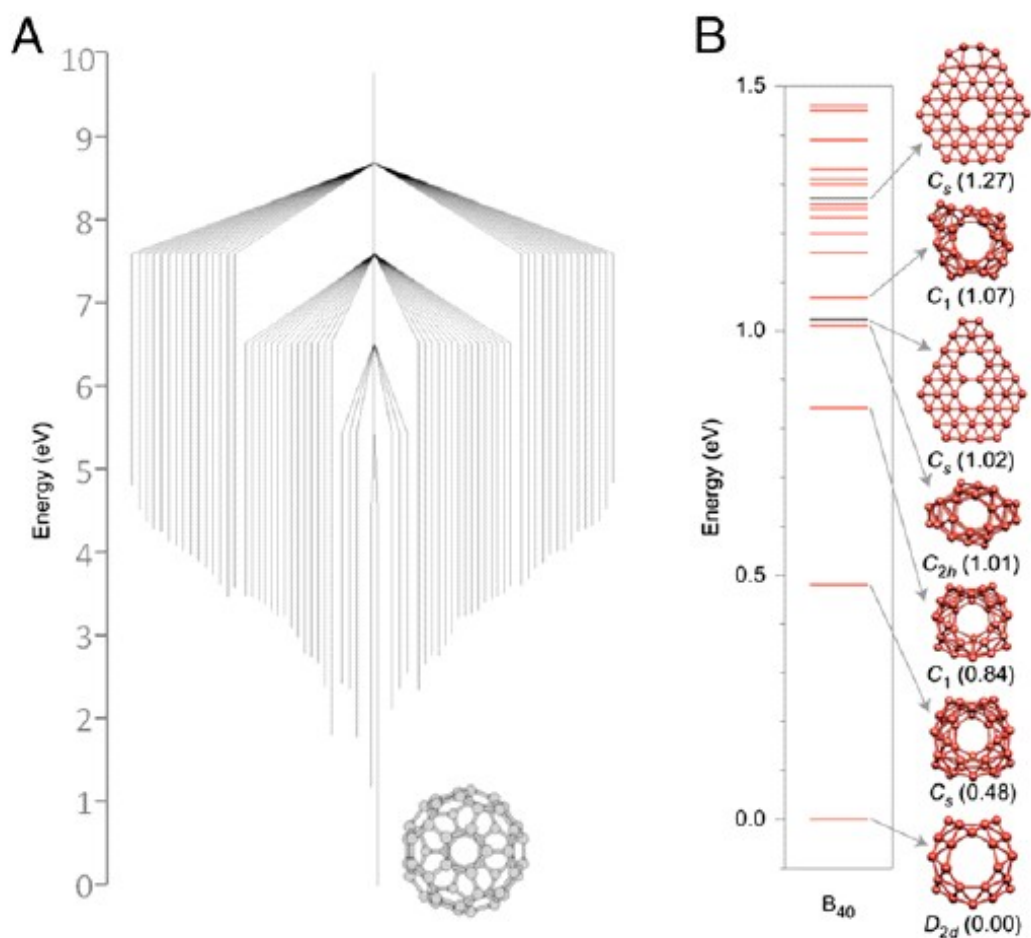 A
Energy (eV)
10
9
8
7
6
5
4
3
2
1
0
B
Energy (eV)
1.5
1.0
0.5
0.0
B40
Cs (1.27)
C1 (1.07)
Cs (1.02)
C2h (1.01)
C1 (0.84)
Cs (0.48)
D2d (0.00)